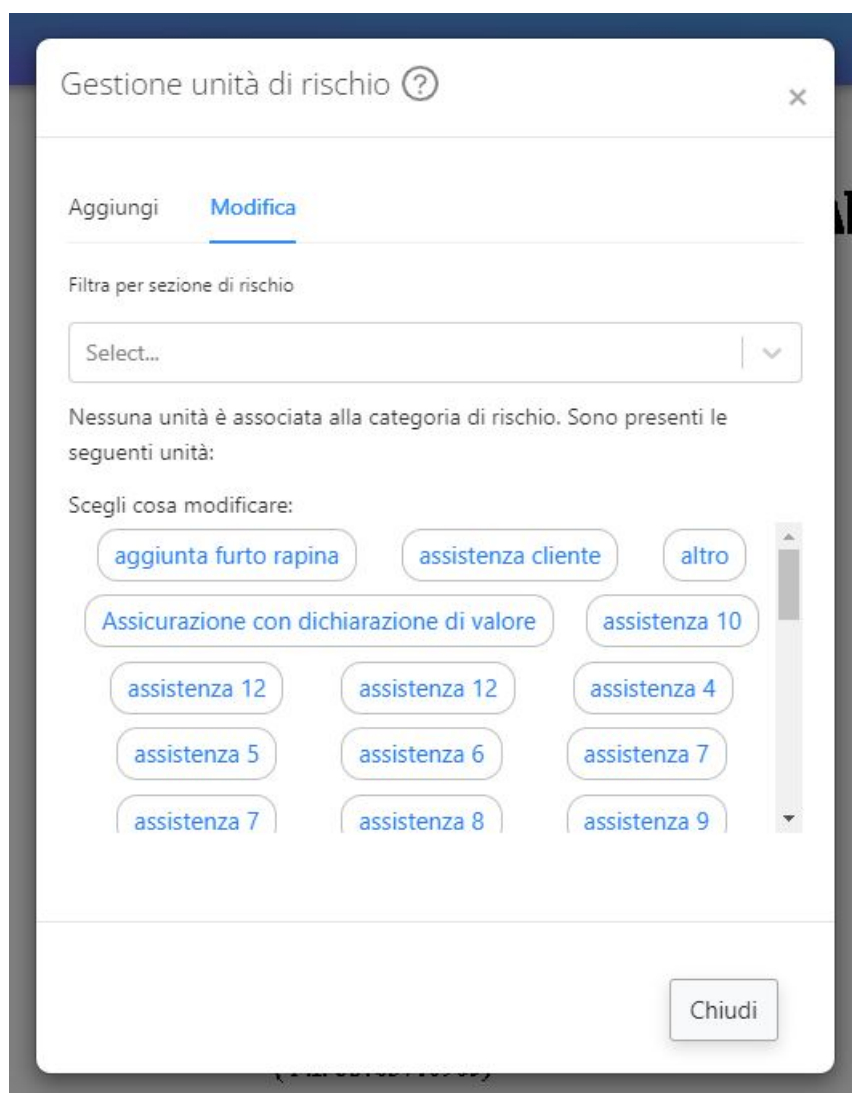 Gestione unità di rischio ?
×
Aggiungi Modifica
Filtra per sezione di rischio
Select...
Nessuna unità è associata alla categoria di rischio. Sono presenti le
seguenti unità:
Scegli cosa modificare:
aggiunta furto rapina assistenza cliente altro
Assicurazione con dichiarazione di valore assistenza 10
assistenza 12 assistenza 12 assistenza 4
assistenza 5 assistenza 6 assistenza 7
assistenza 7 assistenza 8 assistenza 9
Chiudi